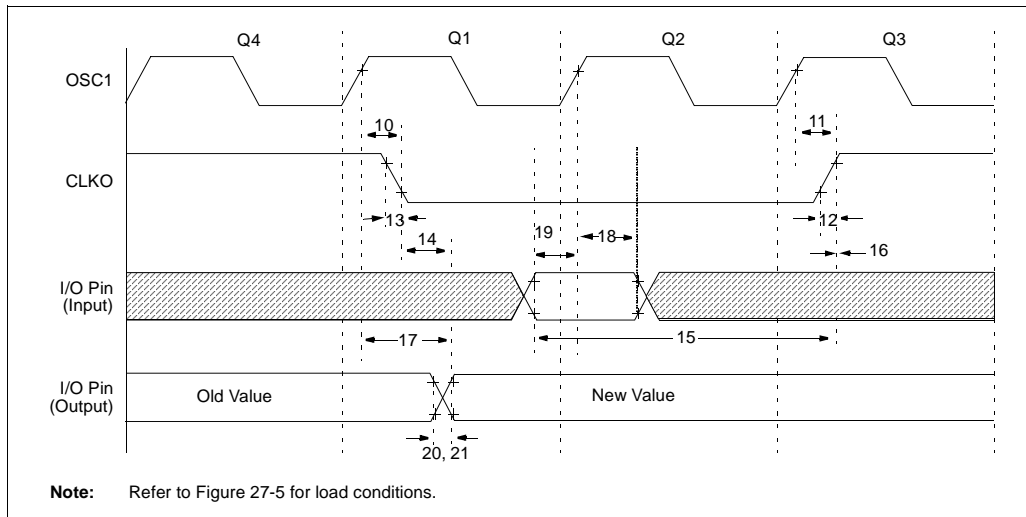 Q4 Q1 Q2 Q3
OSC1
10 11
CLKO
13 12
14 19 18 16
I/O Pin
(Input)
17 15
I/O Pin
(Output)
Old Value New Value
20, 21
Note: Refer to Figure 27-5 for load conditions.